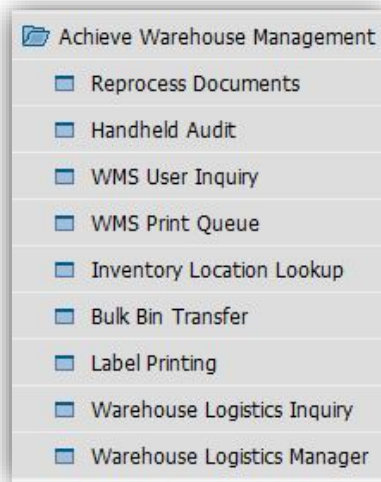 Achieve Warehouse Management
Reprocess Documents
Handheld Audit
WMS User Inquiry
WMS Print Queue
Inventory Location Lookup
Bulk Bin Transfer
Label Printing
Warehouse Logistics Inquiry
Warehouse Logistics Manager